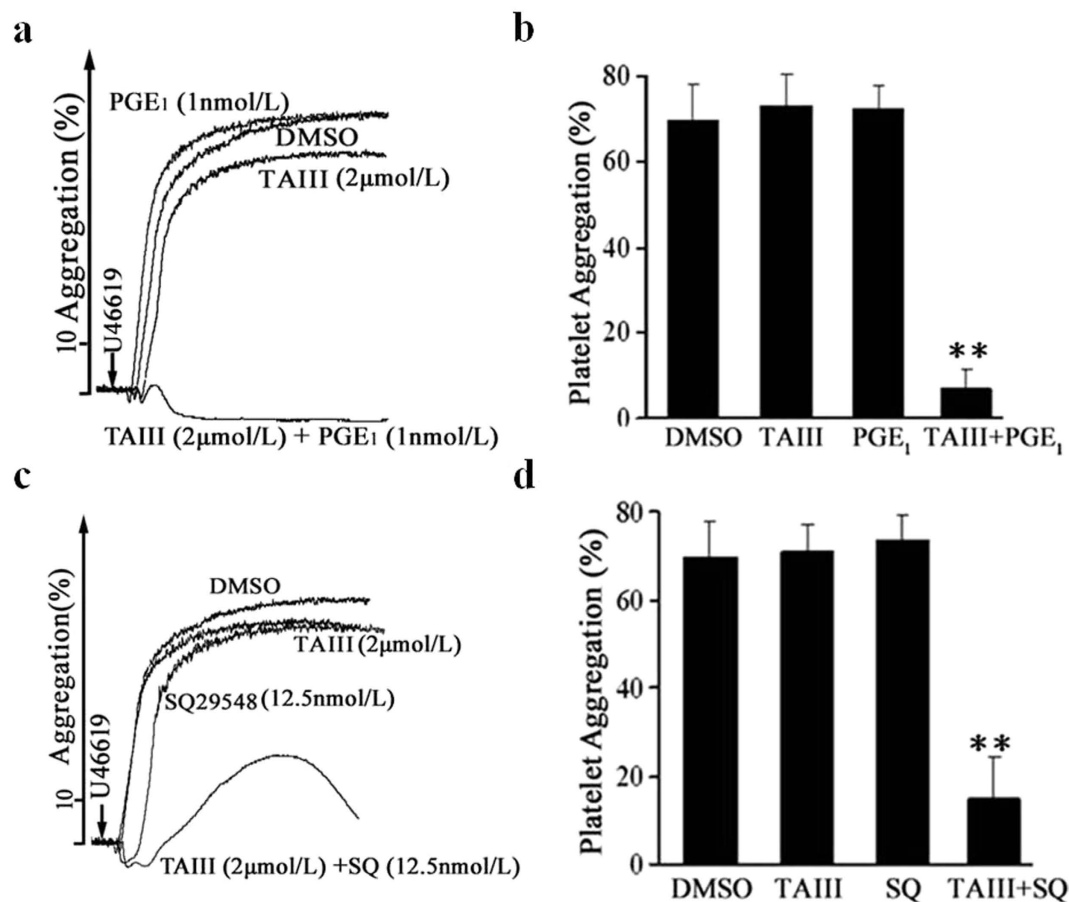 a
PGE1 (1nmol/L)
DMSO
TAIII (2μmol/L)
10 Aggregation (%)
U46619
TAIII (2μmol/L) + PGE1 (1nmol/L)
b
Platelet Aggregation (%)
80
60
40
20
0
**
DMSO TAIII PGE1 TAIII+PGE1
c
DMSO
TAIII (2μmol/L)
SQ29548 (12.5nmol/L)
10 Aggregation(%)
U46619
TAIII (2μmol/L) +SQ (12.5nmol/L)
d
Platelet Aggregation (%)
80
60
40
20
0
**
DMSO TAIII SQ TAIII+SQ